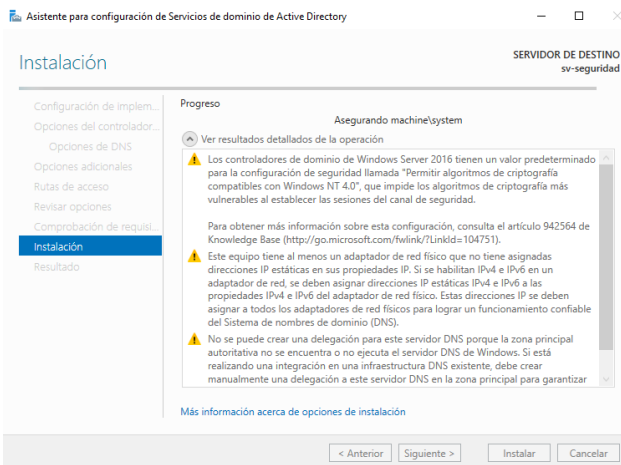 Asistente para configuración de Servicios de dominio de Active Directory
Instalación
SERVIDOR DE DESTINO
sv-seguridad
Configuración de implem...
Opciones del controlador...
Opciones de DNS
Opciones adicionales
Rutas de acceso
Revisar opciones
Comprobación de requisi...
Instalación
Resultado
Progreso
Asegurando machine\system
Ver resultados detallados de la operación
Los controladores de dominio de Windows Server 2016 tienen un valor predeterminado
para la configuración de seguridad llamada "Permitir algoritmos de criptografía
compatibles con Windows NT 4.0", que impide los algoritmos de criptografía más
vulnerables al establecer las sesiones del canal de seguridad.
Para obtener más información sobre esta configuración, consulta el artículo 942564 de
Knowledge Base (http://go.microsoft.com/fwlink/?LinkId=104751).
Este equipo tiene al menos un adaptador de red físico que no tiene asignadas
direcciones IP estáticas en sus propiedades IP. Si se habilitan IPv4 e IPv6 en un
adaptador de red, se deben asignar direcciones IP estáticas IPv4 e IPv6 a las
propiedades IPv4 e IPv6 del adaptador de red físico. Estas direcciones IP se deben
asignar a todos los adaptadores de red físicos para lograr un funcionamiento confiable
del Sistema de nombres de dominio (DNS).
No se puede crear una delegación para este servidor DNS porque la zona principal
autoritativa no se encuentra o no ejecuta el servidor DNS de Windows. Si está
realizando una integración en una infraestructura DNS existente, debe crear
manualmente una delegación a este servidor DNS en la zona principal para garantizar
Más información acerca de opciones de instalación
< Anterior
Siguiente >
Instalar
Cancelar